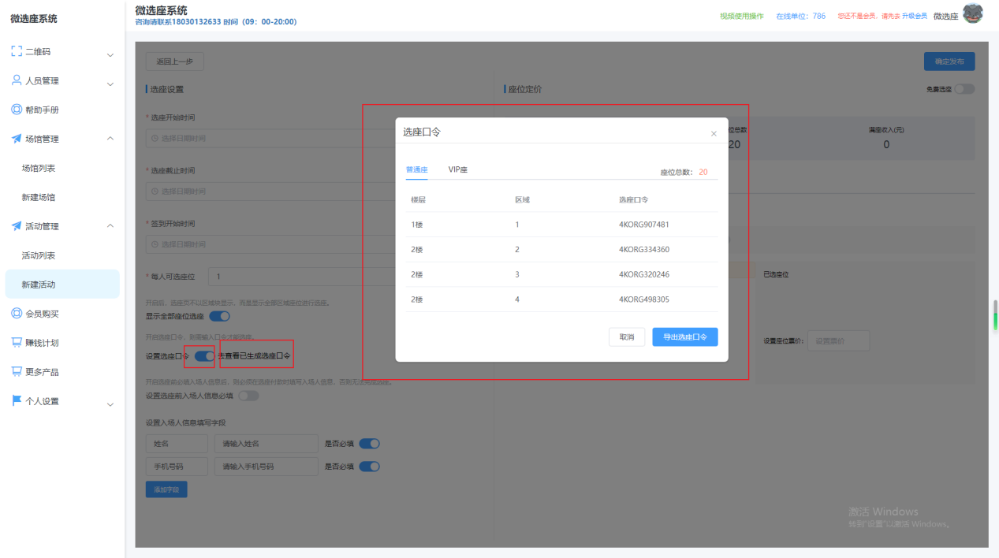 微选座系统
二维码
人员管理
帮助手册
场馆管理
场馆列表
新建场馆
活动管理
活动列表
新建活动
会员购买
赚钱计划
更多产品
个人设置
微选座系统
咨询请联系18030132633 时间（09：00-20:00）
视频使用操作 在线单位：786 您还不是会员，请先去 升级会员 微选座
返回上一步 确定发布
选座设置
* 选座开始时间
选择日期时间
* 选座截止时间
选择日期时间
* 签到开始时间
选择日期时间
* 每人可选座位 1
开启后，选座页不以区域块显示，而是显示全部区域座位进行选座。
显示全部座位选座
开启选座口令，则需输入口令才能选座。
设置选座口令 去查看已生成选座口令
开启选座前必填入场人信息后，则必须在选座付款时填写入场人信息，否则无法完成选座。
设置选座前入场人信息必填
设置入场人信息填写字段
姓名 请输入姓名 是否必填
手机号码 请输入手机号码 是否必填
添加字段
座位定价 免费选座
位总数 满座收入(元)
20 0
已选座位
设置座位票价： 设置票价
选座口令 ×
普通座 VIP座 座位总数： 20
楼层 区域 选座口令
1楼 1 4KORG907481
2楼 2 4KORG334360
2楼 3 4KORG320246
2楼 4 4KORG498305
取消 导出选座口令
激活 Windows
转到"设置"以激活 Windows。